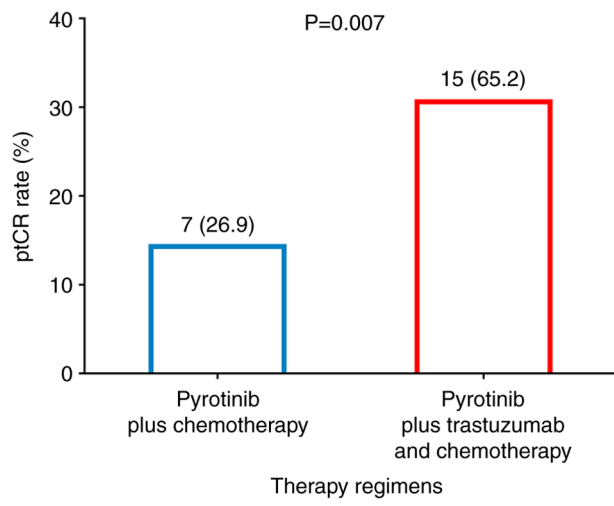 P=0.007
40
30
20
10
0
ptCR rate (%)
7 (26.9)
15 (65.2)
Pyrotinib
plus chemotherapy
Pyrotinib
plus trastuzumab
and chemotherapy
Therapy regimens